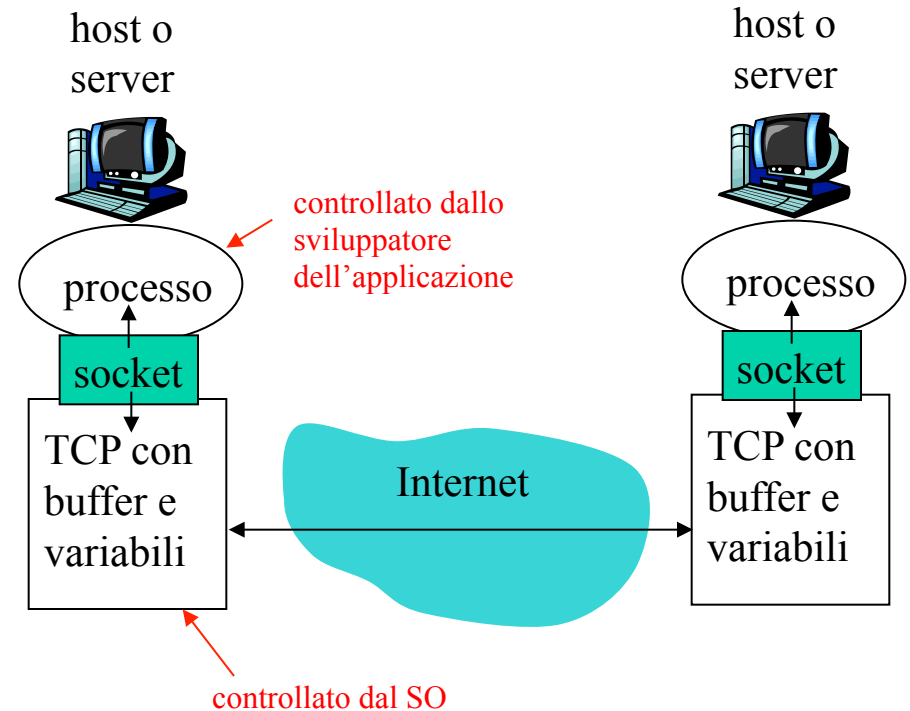 host o
server
host o
server
controllato dallo
sviluppatore
dell’applicazione
processo
processo
socket
socket
TCP con
buffer e
variabili
Internet
TCP con
buffer e
variabili
controllato dal SO